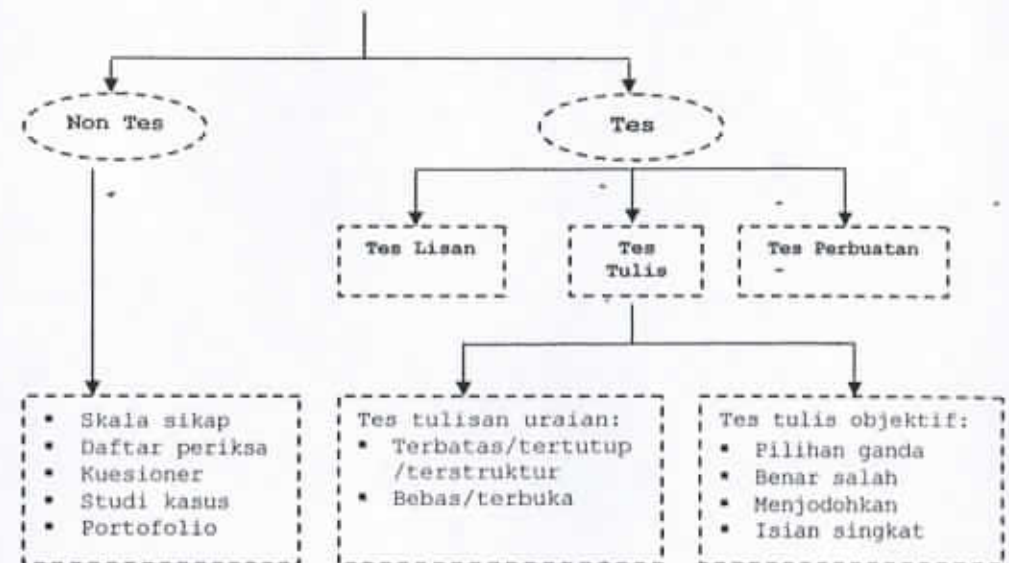 Non Tes
Tes
Tes Lisan
Tes
Tulis
Tes Perbuatan
▪ Skala sikap
▪ Daftar periksa
▪ Kuesioner
▪ Studi kasus
▪ Portofolio
Tes tulisan uraian:
▪ Terbatas/tertutup
/terstruktur
▪ Bebas/terbuka
Tes tulis objektif:
▪ Pilihan ganda
▪ Benar salah
▪ Menjodohkan
▪ Isian singkat